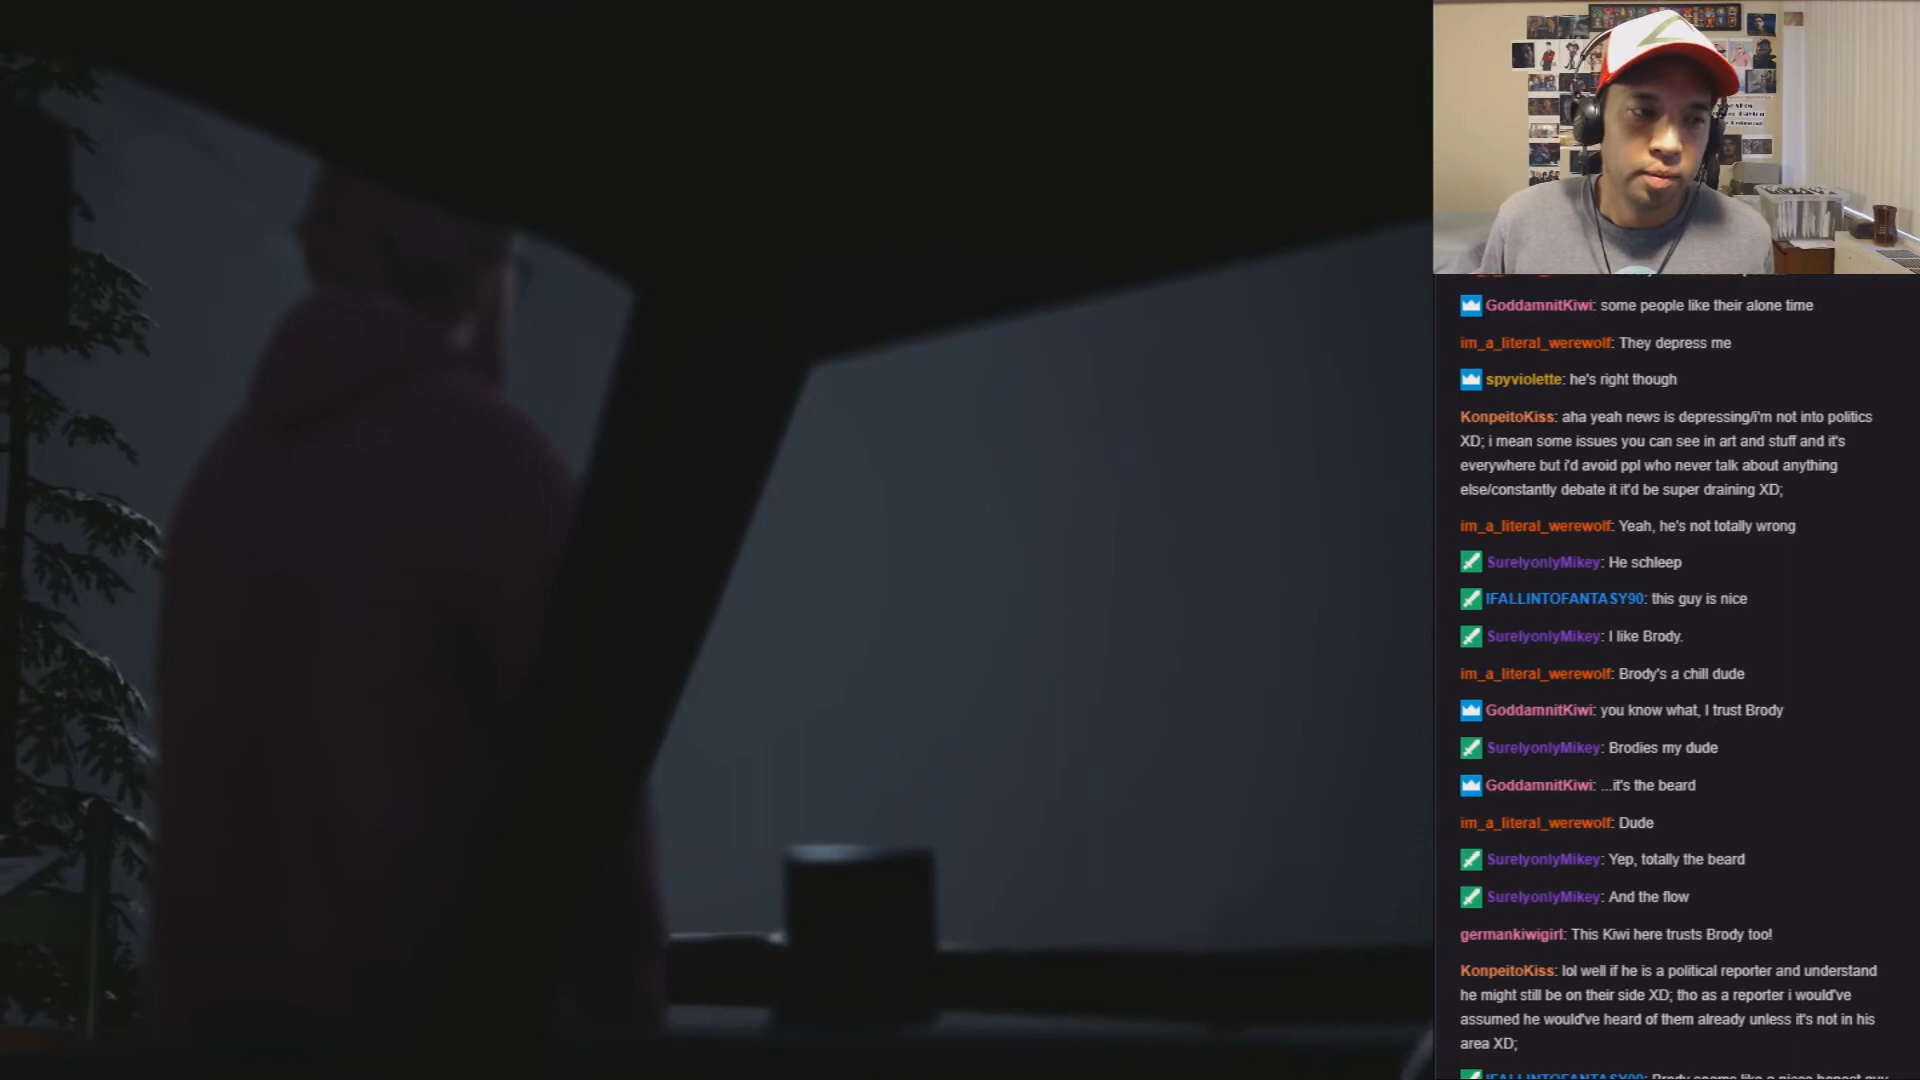 GoddamnitKiwi: some people like their alone time
im_a_literal_werewolf: They depress me
spyviolette: he's right though
KonpeitoKiss: aha yeah news is depressing/i'm not into politics
XD; i mean some issues you can see in art and stuff and it's
everywhere but i'd avoid ppl who never talk about anything
else/constantly debate it it'd be super draining XD;
im_a_literal_werewolf: Yeah, he's not totally wrong
SurelyonlyMikey: He schleep
IFALLINTOFANTASY90: this guy is nice
SurelyonlyMikey: I like Brody.
im_a_literal_werewolf: Brody's a chill dude
GoddamnitKiwi: you know what, I trust Brody
SurelyonlyMikey: Brodies my dude
GoddamnitKiwi: ...it's the beard
im_a_literal_werewolf: Dude
SurelyonlyMikey: Yep, totally the beard
SurelyonlyMikey: And the flow
germankiwigirl: This Kiwi here trusts Brody too!
KonpeitoKiss: lol well if he is a political reporter and understand
he might still be on their side XD; tho as a reporter i would've
assumed he would've heard of them already unless it's not in his
area XD;
IFALLINTOFANTASY90: Brody seems like a nice honest guy